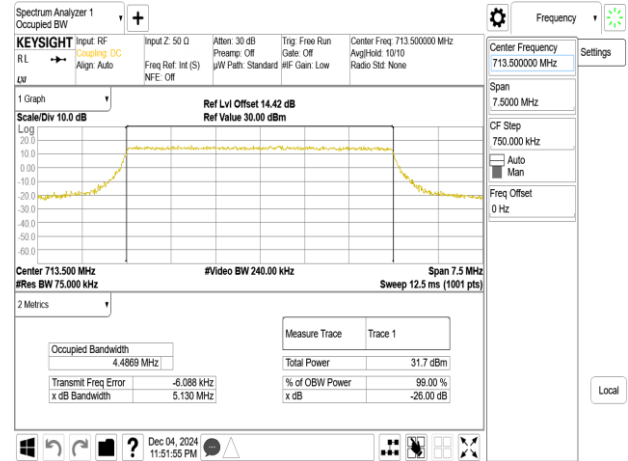 Spectrum Analyzer 1
Occupied BW
Frequency
KEYSIGHT
RL
LXI
Input: RF
Coupling: DC
Align: Auto
Input Z: 50 Ω
Freq Ref: Int (S)
NFE: Off
Atten: 30 dB
Preamp: Off
µW Path: Standard
Trig: Free Run
Gate: Off
#IF Gain: Low
Center Freq: 713.500000 MHz
Avg|Hold: 10/10
Radio Std: None
Center Frequency
713.500000 MHz
Settings
Span
7.5000 MHz
CF Step
750.000 kHz
Auto
Man
Freq Offset
0 Hz
Local
1 Graph
Scale/Div 10.0 dB
Ref Lvl Offset 14.42 dB
Ref Value 30.00 dBm
Log
20.0
10.0
0.00
-10.0
-20.0
-30.0
-40.0
-50.0
-60.0
Center 713.500 MHz
#Video BW 240.00 kHz
Span 7.5 MHz
#Res BW 75.000 kHz
Sweep 12.5 ms (1001 pts)
2 Metrics
Measure Trace
Trace 1
Occupied Bandwidth
4.4869 MHz
Total Power
31.7 dBm
Transmit Freq Error
-6.088 kHz
% of OBW Power
99.00 %
x dB Bandwidth
5.130 MHz
x dB
-26.00 dB
?
Dec 04, 2024
11:51:55 PM